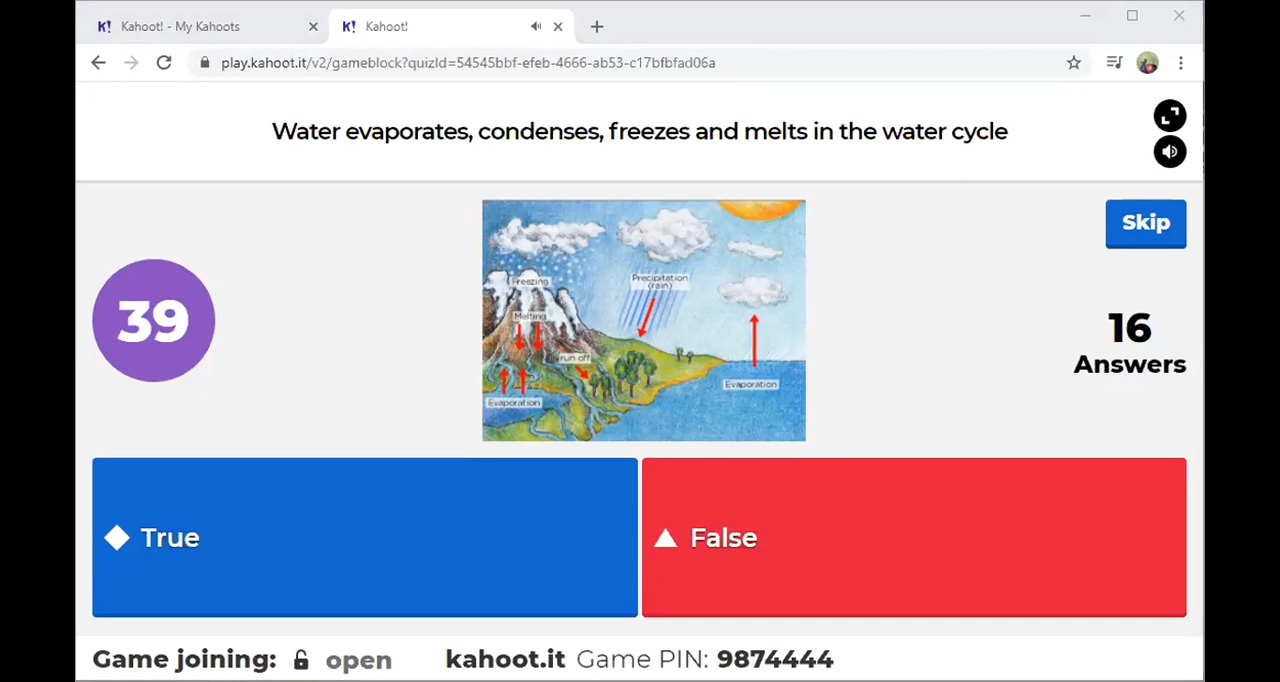 K! Kahoot! - My Kahoots
K! Kahoot!
play.kahoot.it/v2/gameblock?quizId=54545bbf-efeb-4666-ab53-c17bfbfad06a
Water evaporates, condenses, freezes and melts in the water cycle
Skip
39
16
Answers
Freezing
Precipitation
(rain)
Melting
run off
Evaporation
Evaporation
True
False
Game joining: open kahoot.it Game PIN: 9874444